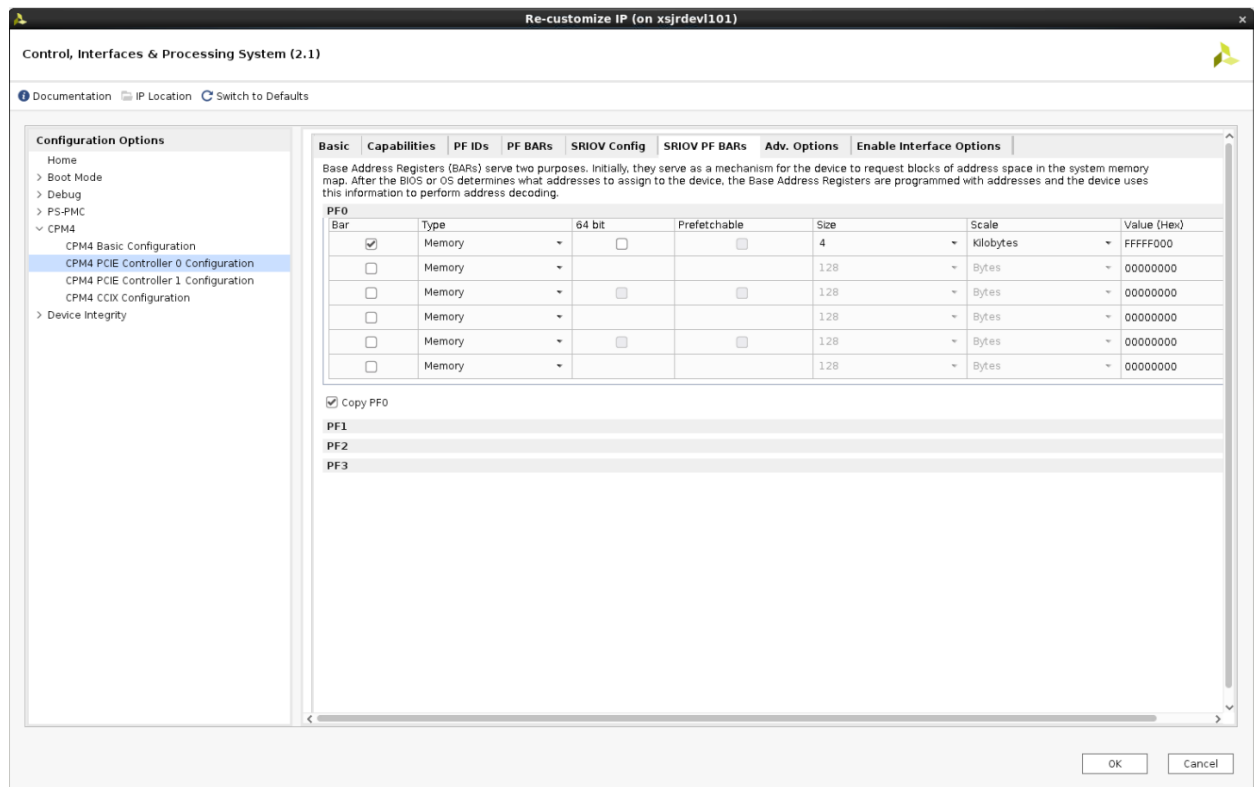 Re-customize IP (on xsjrdevl101)
Control, Interfaces & Processing System (2.1)
Documentation IP Location Switch to Defaults
Configuration Options
Home
Boot Mode
Debug
PS-PMC
CPM4
CPM4 Basic Configuration
CPM4 PCIE Controller 0 Configuration
CPM4 PCIE Controller 1 Configuration
CPM4 CCIX Configuration
Device Integrity
Basic Capabilities PF IDs PF BARs SRIOV Config SRIOV PF BARs Adv. Options Enable Interface Options
Base Address Registers (BARs) serve two purposes. Initially, they serve as a mechanism for the device to request blocks of address space in the system memory
map. After the BIOS or OS determines what addresses to assign to the device, the Base Address Registers are programmed with addresses and the device uses
this information to perform address decoding.
PF0
Bar Type 64 bit Prefetchable Size Scale Value (Hex)
Memory 4 Kilobytes FFFFF000
Memory 128 Bytes 00000000
Memory 128 Bytes 00000000
Memory 128 Bytes 00000000
Memory 128 Bytes 00000000
Memory 128 Bytes 00000000
Copy PF0
PF1
PF2
PF3
OK Cancel